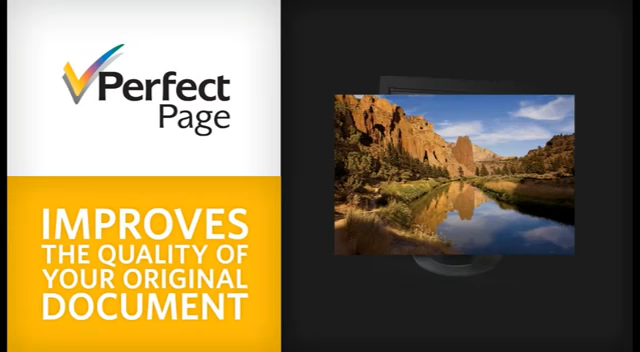 Perfect
Page
IMPROVES
THE QUALITY OF
YOUR ORIGINAL
DOCUMENT